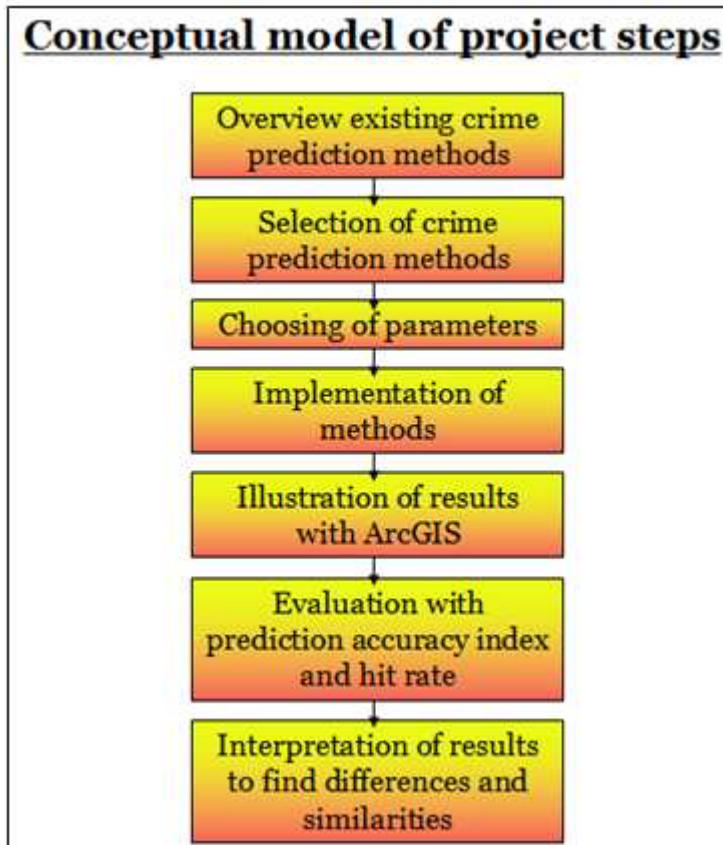 Conceptual model of project steps
Overview existing crime
prediction methods
Selection of crime
prediction methods
Choosing of parameters
Implementation of
methods
Illustration of results
with ArcGIS
Evaluation with
prediction accuracy index
and hit rate
Interpretation of results
to find differences and
similarities